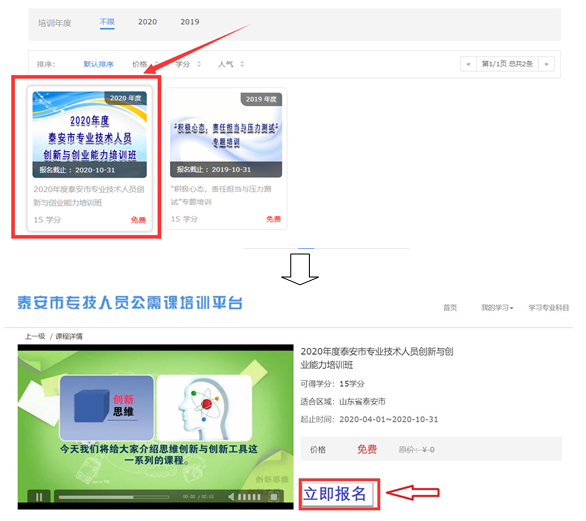 培训年度 不限 2020 2019
排序： 默认排序 价格 学分 人气 « 第1/1页 总共2条 »
2020 年度
2020年度
泰安市专业技术人员
创新与创业能力培训班
报名截止： 2020-10-31
2020年度泰安市专业技术人员创
新与创业能力培训班
15 学分 免费
2019 年度
“积极心态、责任担当与压力测试”
专题培训
报名截止： 2019-10-31
“积极心态、责任担当与压力测
试”专题培训
15 学分 免费
泰安市专技人员公需课培训平台
首页 我的学习 学习专业科目
上一级 / 课程详情
创新
思维
今天我们将给大家介绍思维创新与创新工具这
一系列的课程。
创新思维
2020年度泰安市专业技术人员创新与创
业能力培训班
可得学分：15学分
适合区域：山东省泰安市
起止时间：2020-04-01~2020-10-31
价格 免费 原价：¥ 0
立即报名